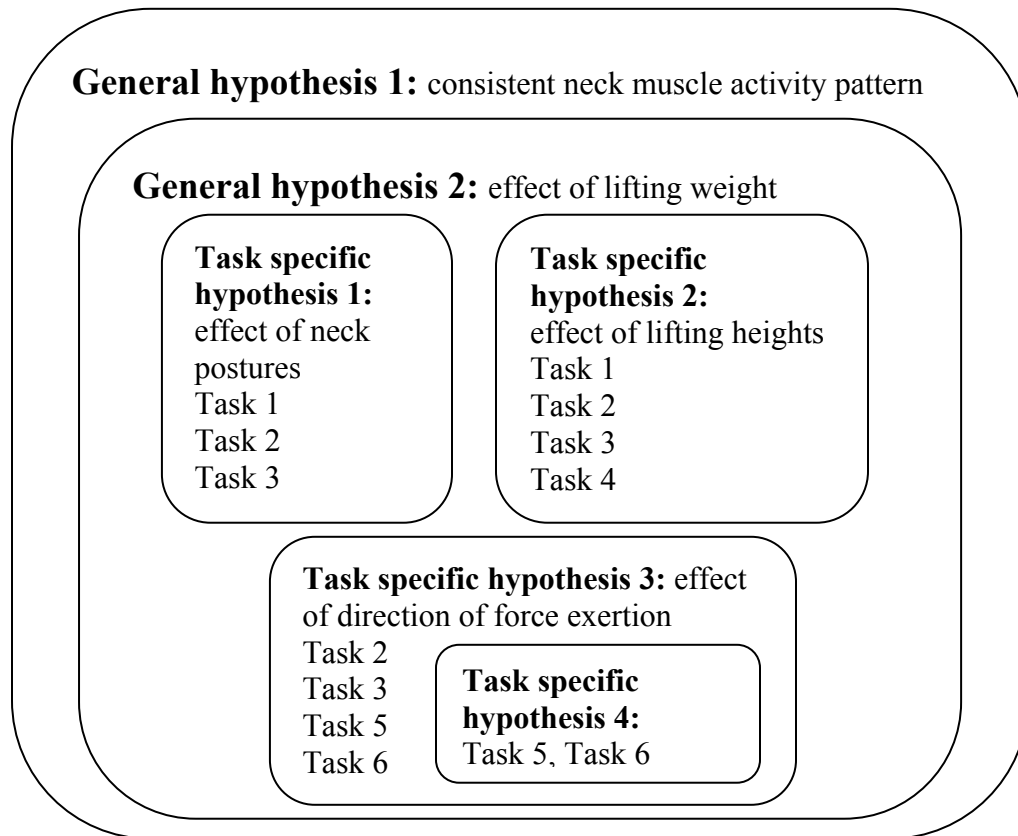 General hypothesis 1: consistent neck muscle activity pattern
General hypothesis 2: effect of lifting weight
Task specific
hypothesis 1:
effect of neck
postures
Task 1
Task 2
Task 3
Task specific
hypothesis 2:
effect of lifting heights
Task 1
Task 2
Task 3
Task 4
Task specific hypothesis 3: effect
of direction of force exertion
Task 2
Task 3
Task 5
Task 6
Task specific
hypothesis 4:
Task 5, Task 6